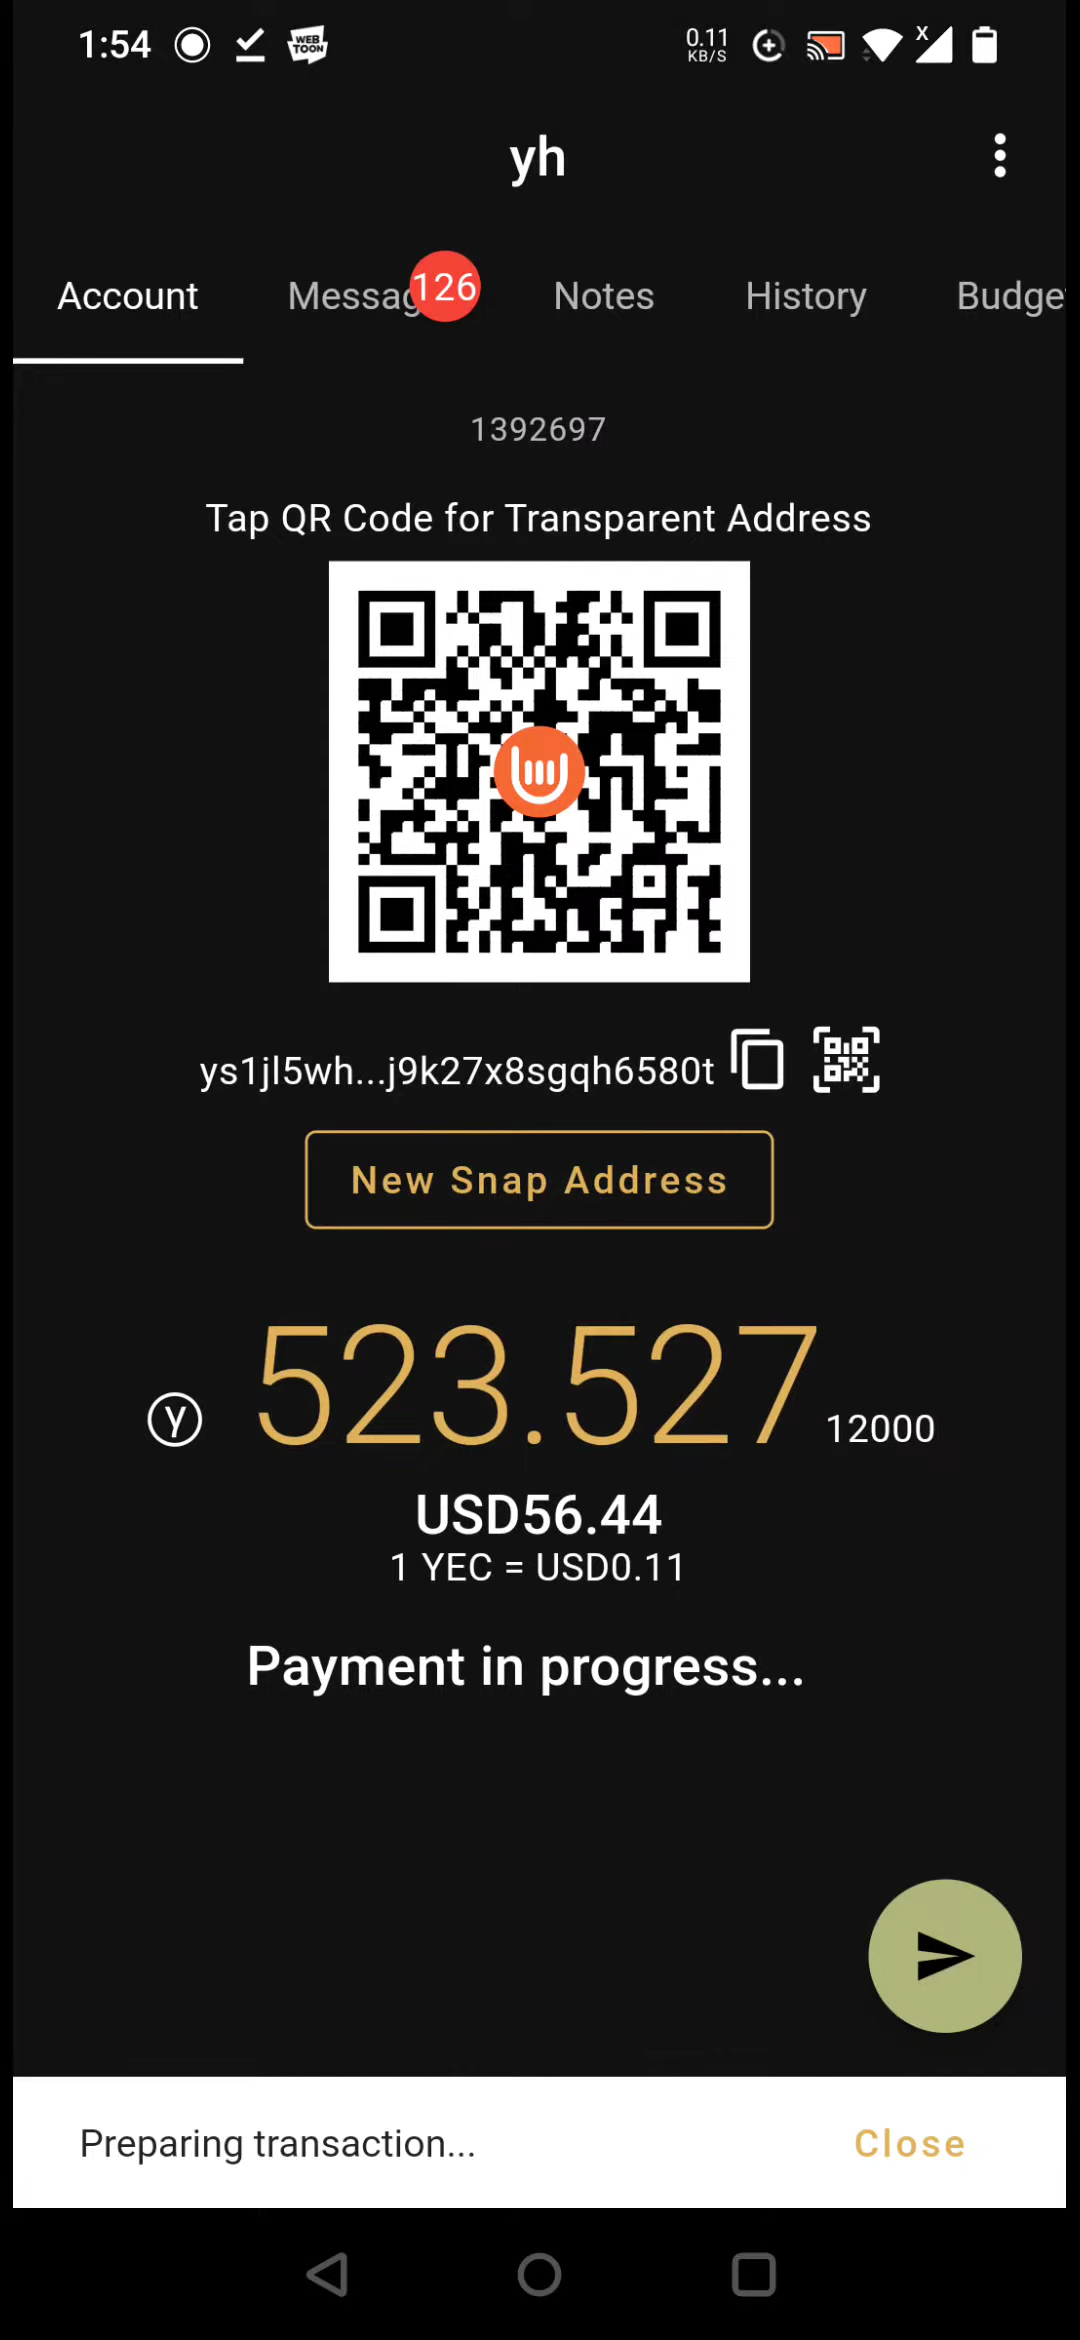 1:54
WEB
TOON
0.11
KB/S
X
yh
Account
Messag
126
Notes
History
Budge
1392697
Tap QR Code for Transparent Address
ys1jl5wh...j9k27x8sgqh6580t
New Snap Address
523.527
12000
USD56.44
1 YEC = USD0.11
Payment in progress...
Preparing transaction...
Close